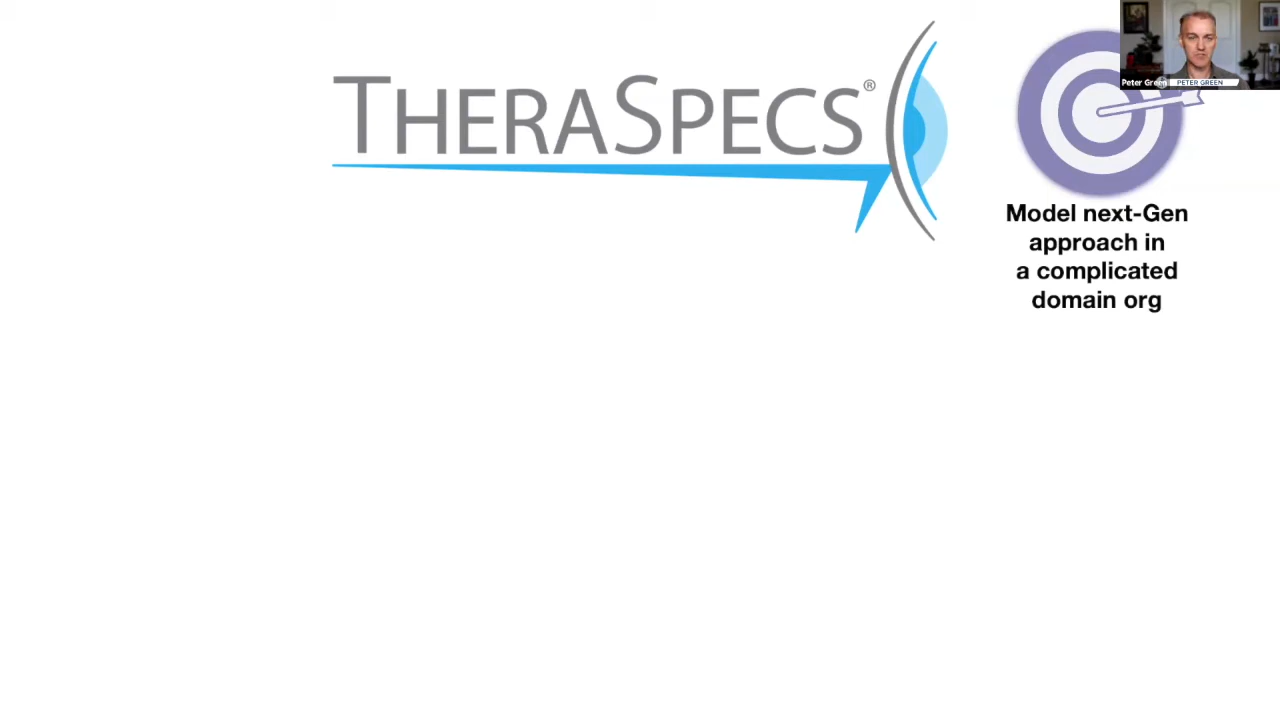 THERASPECS®
Peter Green
PETER GREEN
Model next-Gen
approach in
a complicated
domain org